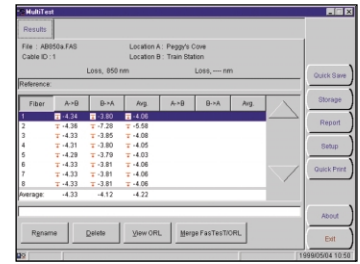 MultiTest
Results
File : AB050a.FAS Location A : Peggy's Cove
Cable ID : 1 Location B : Train Station
Loss, 850 nm Loss, ---- nm
Reference:
Fiber A->B B->A Avg. A->B B->A Avg.
1 -4.34 -3.80 -4.06
2 -4.36 -7.28 -5.58
3 -4.33 -3.85 -4.08
4 -4.31 -3.80 -4.05
5 -4.29 -3.79 -4.03
6 -4.33 -3.81 -4.06
7 -4.33 -3.81 -4.06
8 -4.33 -3.81 -4.06
Average: -4.33 -4.12 -4.22
Rename Delete View ORL Merge FasTesT/ORL
Quick Save
Storage
Report
Setup
Quick Print
About
Exit
1999/05/04 10:50